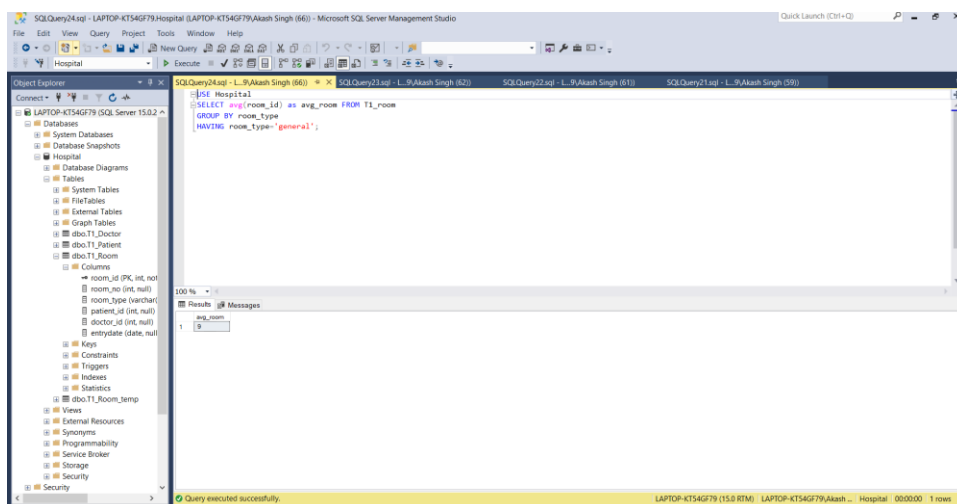 SQLQuery24.sql - LAPTOP-KT54GF79.Hospital (LAPTOP-KT54GF79\Akash Singh (66)) - Microsoft SQL Server Management Studio
Quick Launch (Ctrl+Q)
File Edit View Query Project Tools Window Help
New Query
Hospital
Execute
Object Explorer
SQLQuery24.sql - L...9\Akash Singh (66))
SQLQuery23.sql - L...9\Akash Singh (62))
SQLQuery22.sql - L...9\Akash Singh (61))
SQLQuery21.sql - L...9\Akash Singh (59))
Connect
LAPTOP-KT54GF79 (SQL Server 15.0.2
Databases
System Databases
Database Snapshots
Hospital
Database Diagrams
Tables
System Tables
FileTables
External Tables
Graph Tables
dbo.T1_Doctor
dbo.T1_Patient
dbo.T1_Room
Columns
room_id (PK, int, not
room_no (int, null)
room_type (varchar(
patient_id (int, null)
doctor_id (int, null)
entrydate (date, null
Keys
Constraints
Triggers
Indexes
Statistics
dbo.T1_Room_temp
Views
External Resources
Synonyms
Programmability
Service Broker
Storage
Security
Security
USE Hospital
SELECT avg(room_id) as avg_room FROM T1_room
GROUP BY room_type
HAVING room_type='general';
100 %
Results Messages
avg_room
1 9
Query executed successfully.
LAPTOP-KT54GF79 (15.0 RTM) LAPTOP-KT54GF79\Akash ... Hospital 00:00:00 1 rows